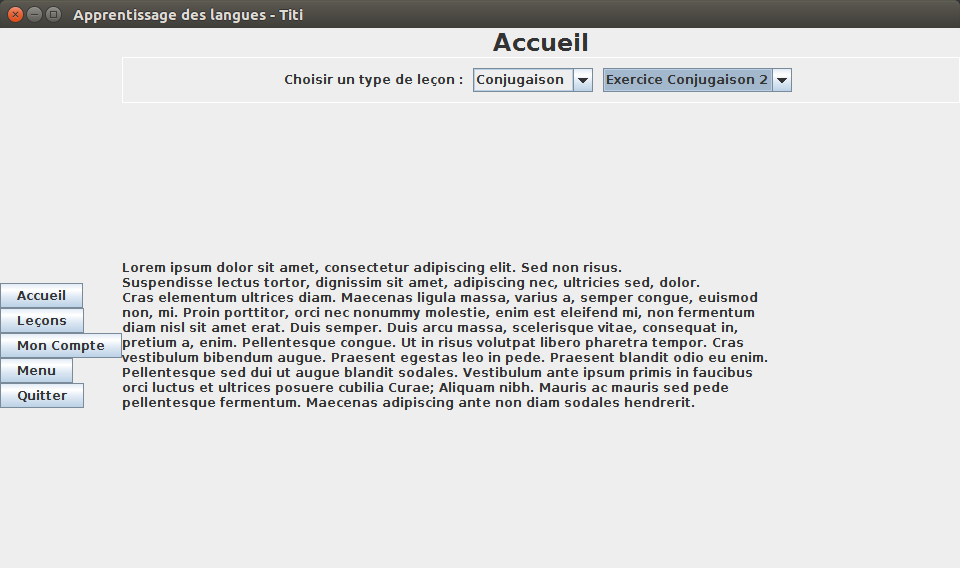 Apprentissage des langues - Titi
Accueil
Choisir un type de leçon : Conjugaison Exercice Conjugaison 2
Accueil
Leçons
Mon Compte
Menu
Quitter
Lorem ipsum dolor sit amet, consectetur adipiscing elit. Sed non risus.
Suspendisse lectus tortor, dignissim sit amet, adipiscing nec, ultricies sed, dolor.
Cras elementum ultrices diam. Maecenas ligula massa, varius a, semper congue, euismod
non, mi. Proin porttitor, orci nec nonummy molestie, enim est eleifend mi, non fermentum
diam nisl sit amet erat. Duis semper. Duis arcu massa, scelerisque vitae, consequat in,
pretium a, enim. Pellentesque congue. Ut in risus volutpat libero pharetra tempor. Cras
vestibulum bibendum augue. Praesent egestas leo in pede. Praesent blandit odio eu enim.
Pellentesque sed dui ut augue blandit sodales. Vestibulum ante ipsum primis in faucibus
orci luctus et ultrices posuere cubilia Curae; Aliquam nibh. Mauris ac mauris sed pede
pellentesque fermentum. Maecenas adipiscing ante non diam sodales hendrerit.